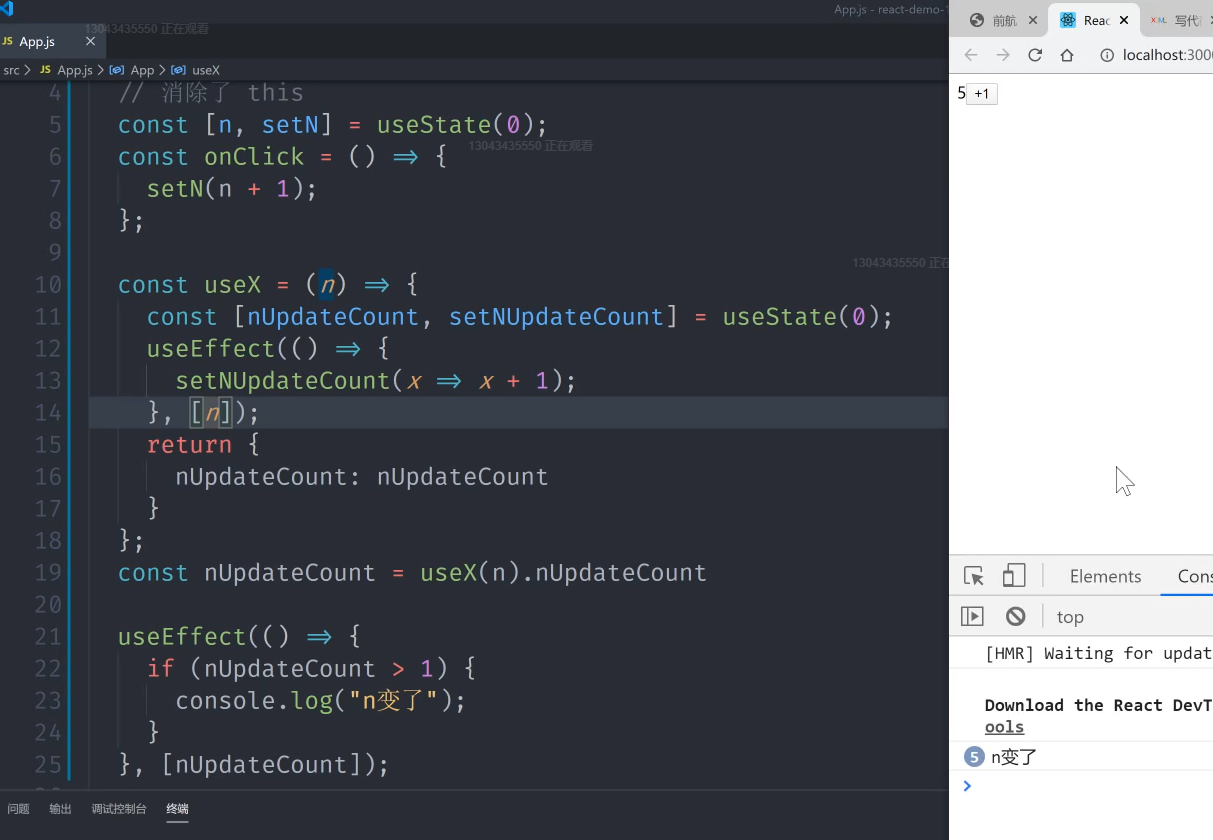 App.js - react-demo-1
13043435550 正在观看
JS App.js
src > JS App.js > App > useX
4 // 消除了 this
5 const [n, setN] = useState(0);
6 const onClick = () => {
13043435550 正在观看
7 setN(n + 1);
8 };
9
13043435550 正在
10 const useX = (n) => {
11 const [nUpdateCount, setNUpdateCount] = useState(0);
12 useEffect(() => {
13 setNUpdateCount(x => x + 1);
14 }, [n]);
15 return {
16 nUpdateCount: nUpdateCount
17 }
18 };
19 const nUpdateCount = useX(n).nUpdateCount
20
21 useEffect(() => {
22 if (nUpdateCount > 1) {
23 console.log("n变了");
24 }
25 }, [nUpdateCount]);
问题 输出 调试控制台 终端
前航 Reac XML 写代
localhost:3000
5 +1
Elements Cons
top
[HMR] Waiting for updat
Download the React DevT
ools
5 n变了